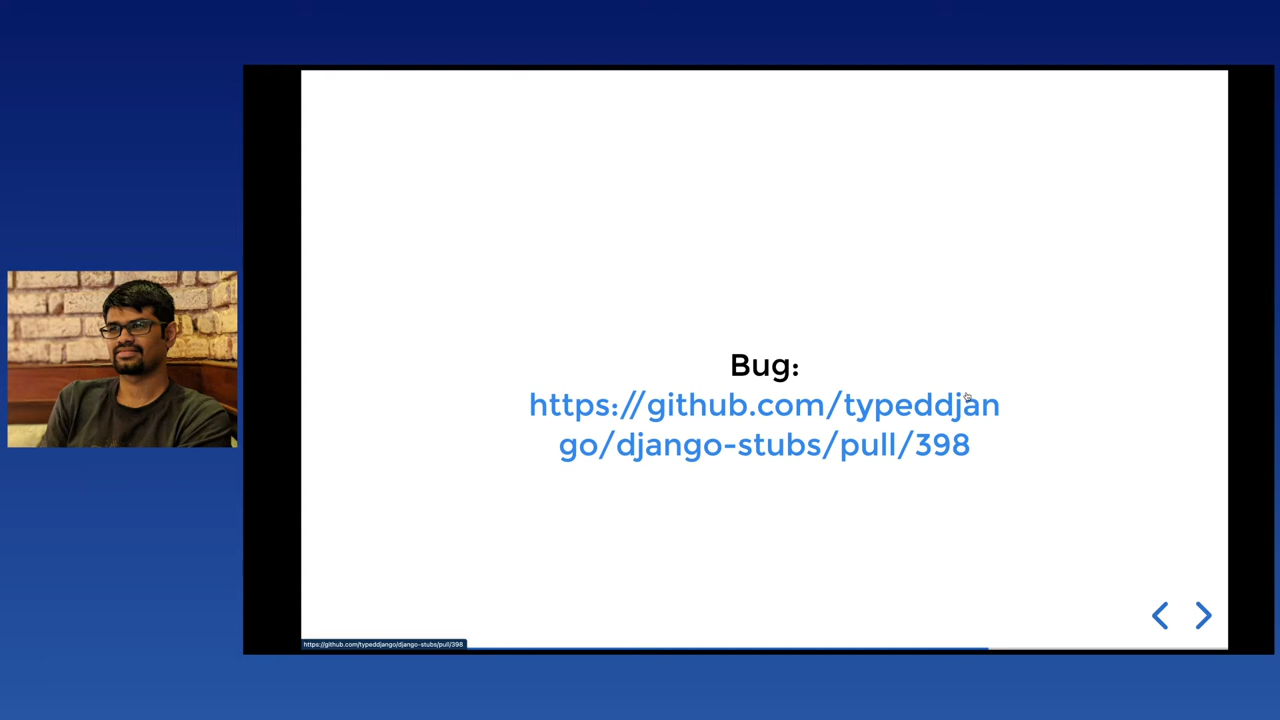 Bug:
https://github.com/typeddjan
go/django-stubs/pull/398
https://github.com/typeddjango/django-stubs/pull/398